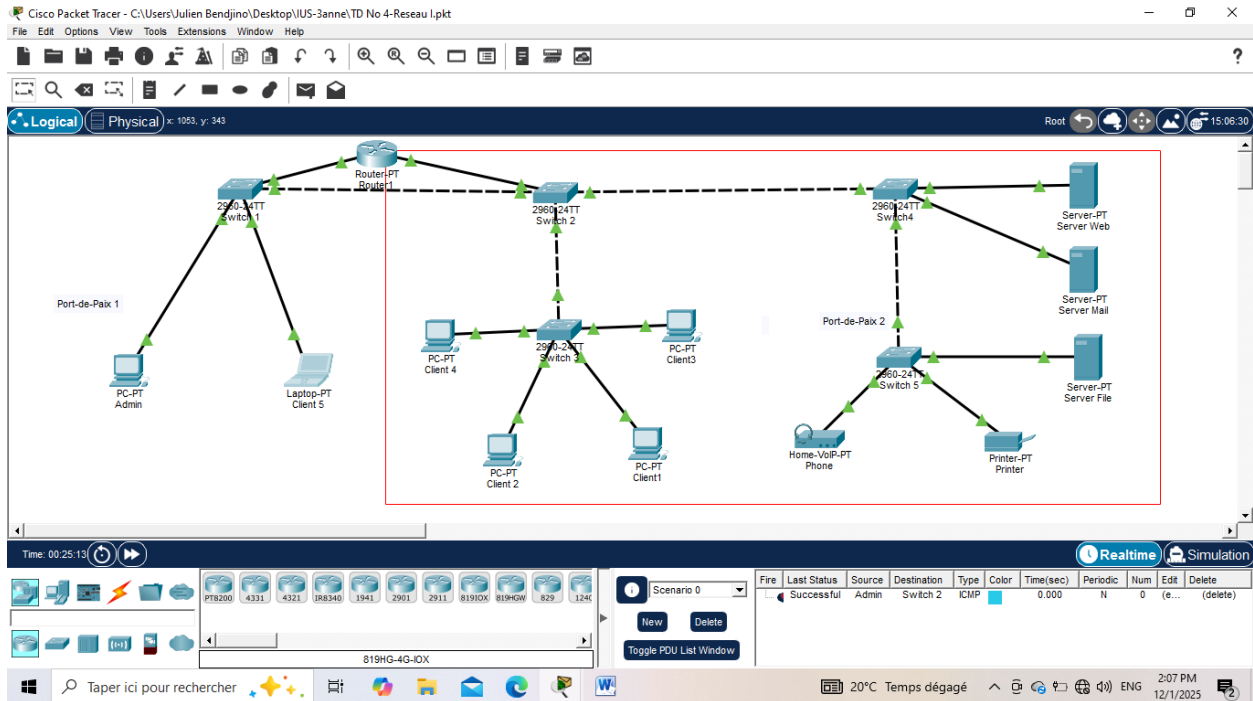 Cisco Packet Tracer - C:\Users\Julien Bendjino\Desktop\IUS-3anne\TD No 4-Reseau I.pkt
File Edit Options View Tools Extensions Window Help
?
Logical Physical x: 1053, y: 343 Root 15:06:30
Router-PT
Router1
2960-24TT
Switch 1
2960-24TT
Switch 2
2960-24TT
Switch4
Server-PT
Server Web
Server-PT
Server Mail
Port-de-Paix 1
Port-de-Paix 2
PC-PT
Client 4
2960-24TT
Switch 3
PC-PT
Client3
2960-24TT
Switch 5
Server-PT
Server File
PC-PT
Admin
Laptop-PT
Client 5
PC-PT
Client 2
PC-PT
Client1
Home-VoIP-PT
Phone
Printer-PT
Printer
Time: 00:25:13 Realtime Simulation
PT8200 4331 4321 IR8340 1941 2901 2911 819IOX 819HGW 829 1240
819HG-4G-IOX
Scenario 0
New Delete
Toggle PDU List Window
Fire Last Status Source Destination Type Color Time(sec) Periodic Num Edit Delete
Successful Admin Switch 2 ICMP 0.000 N 0 (e... (delete)
Taper ici pour rechercher 20°C Temps dégagé ENG 2:07 PM
12/1/2025 2